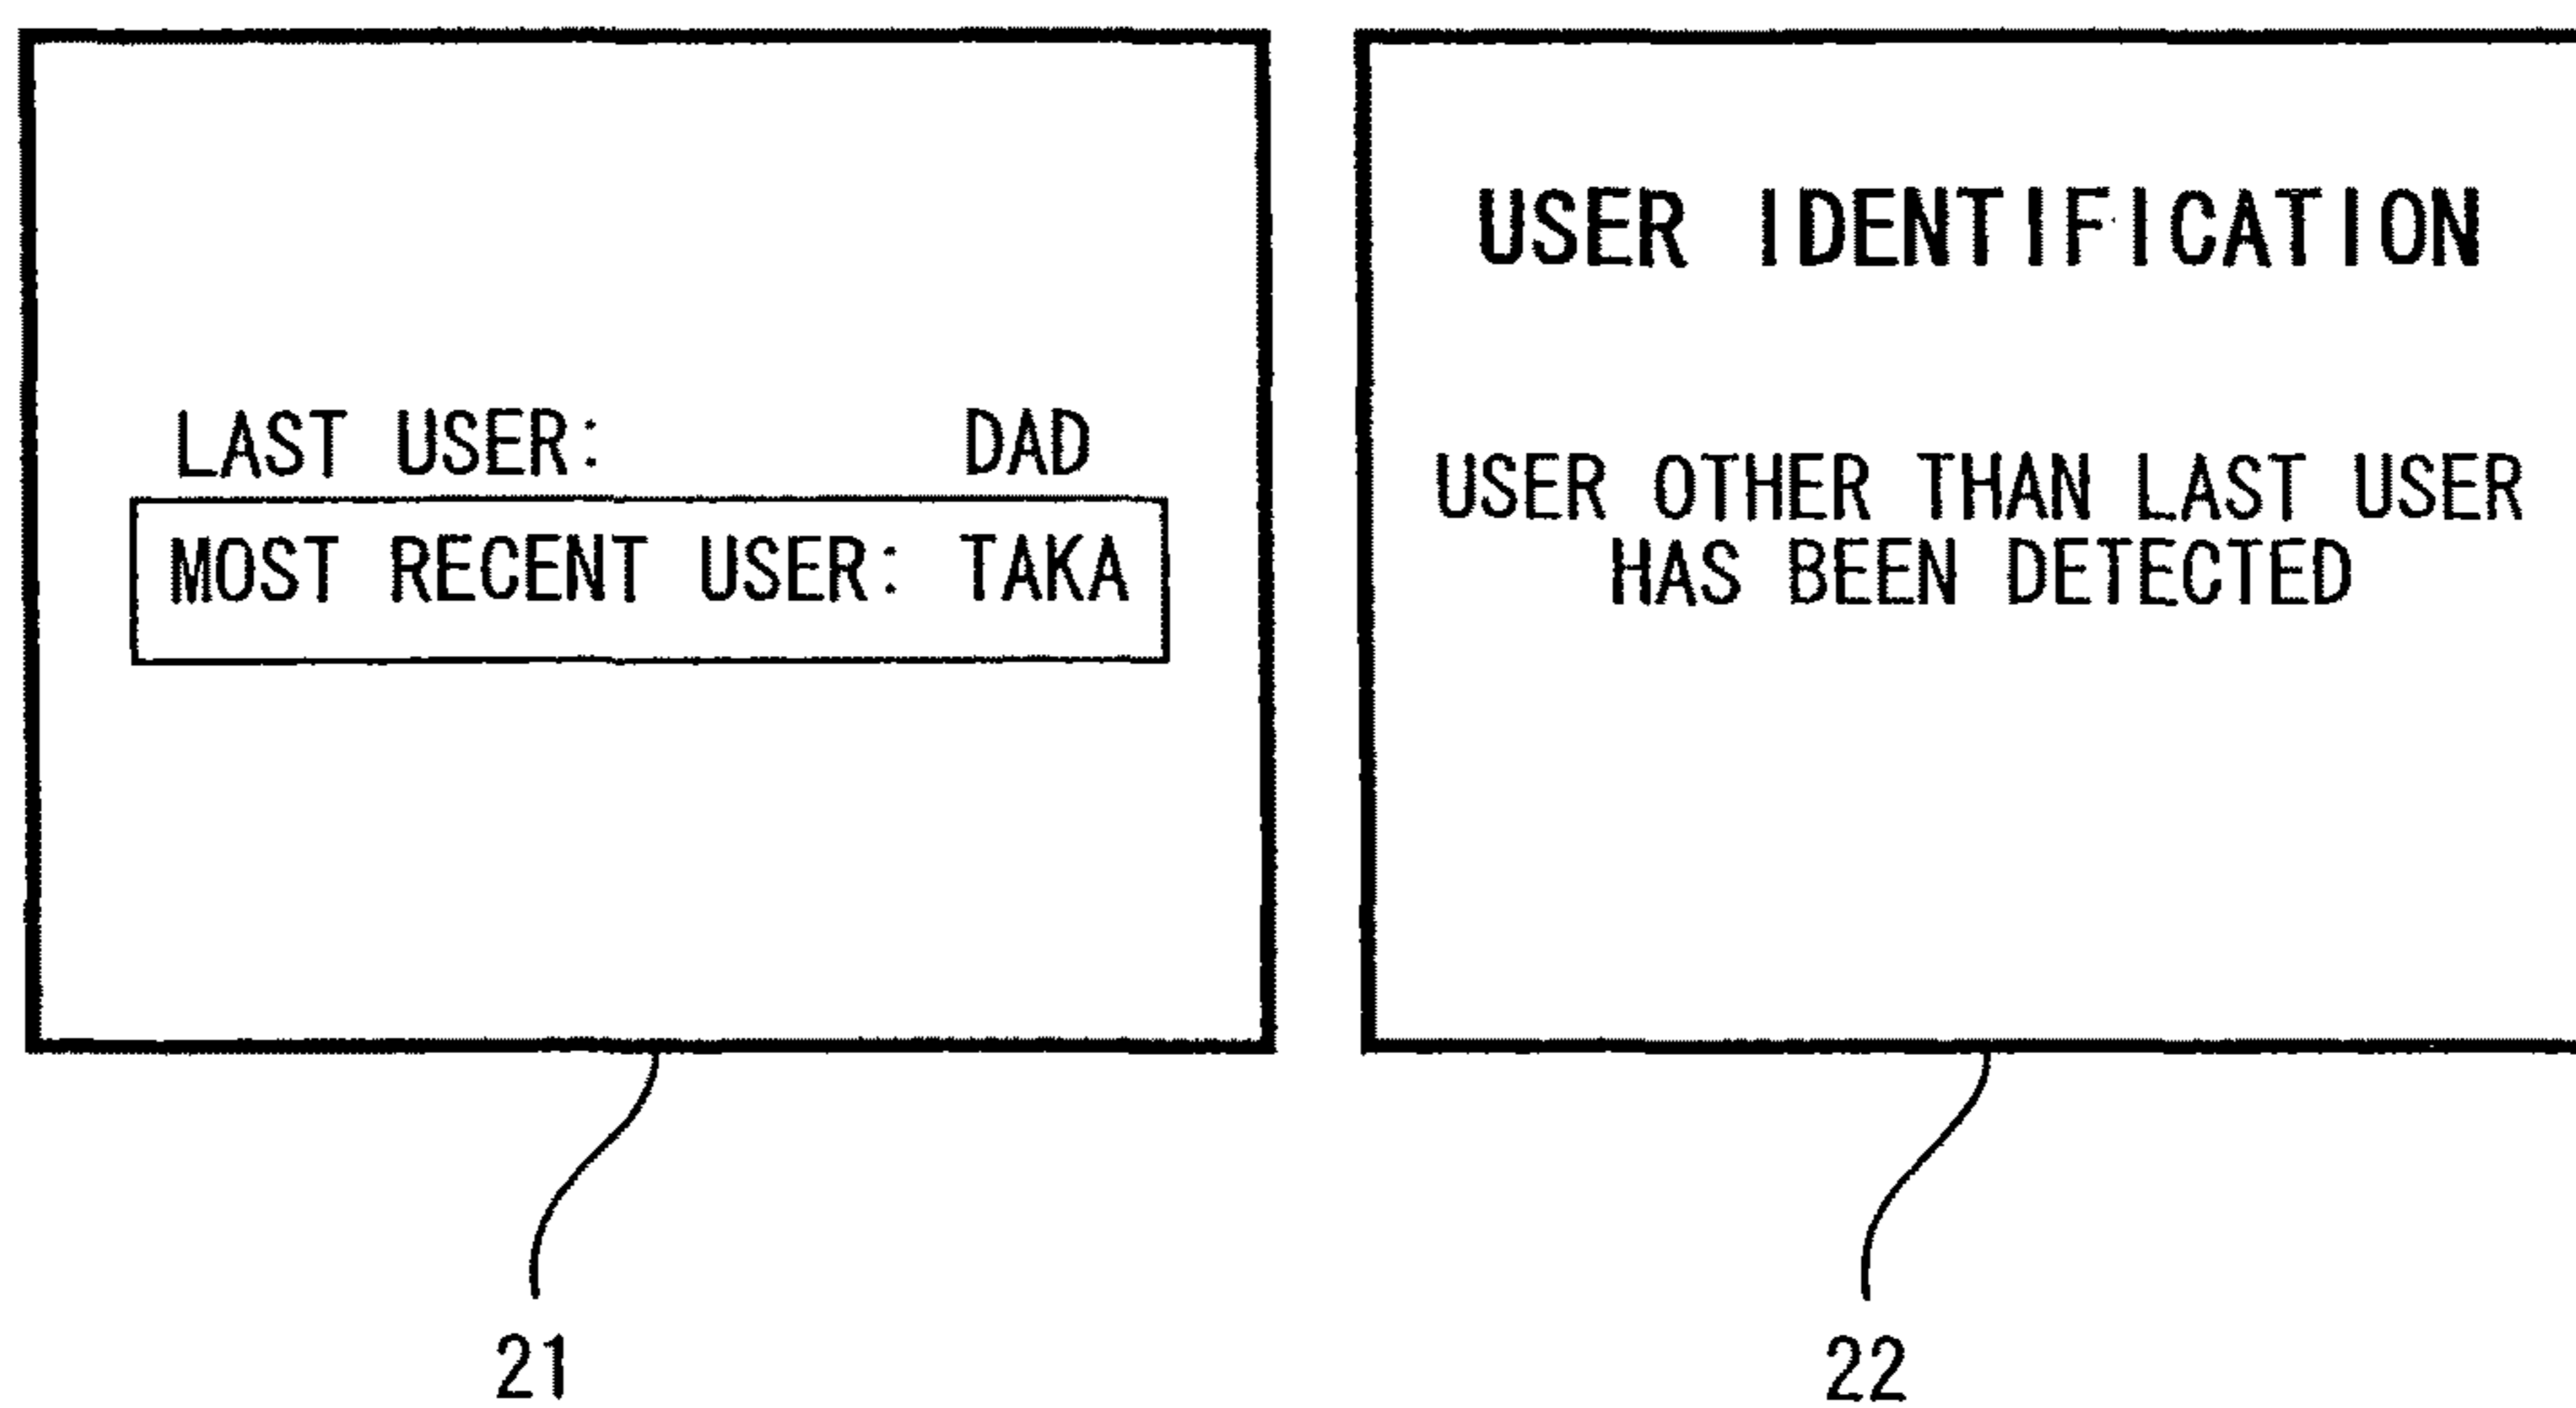 LAST USER: DAD
MOST RECENT USER: TAKA
USER IDENTIFICATION
USER OTHER THAN LAST USER
HAS BEEN DETECTED
21
22